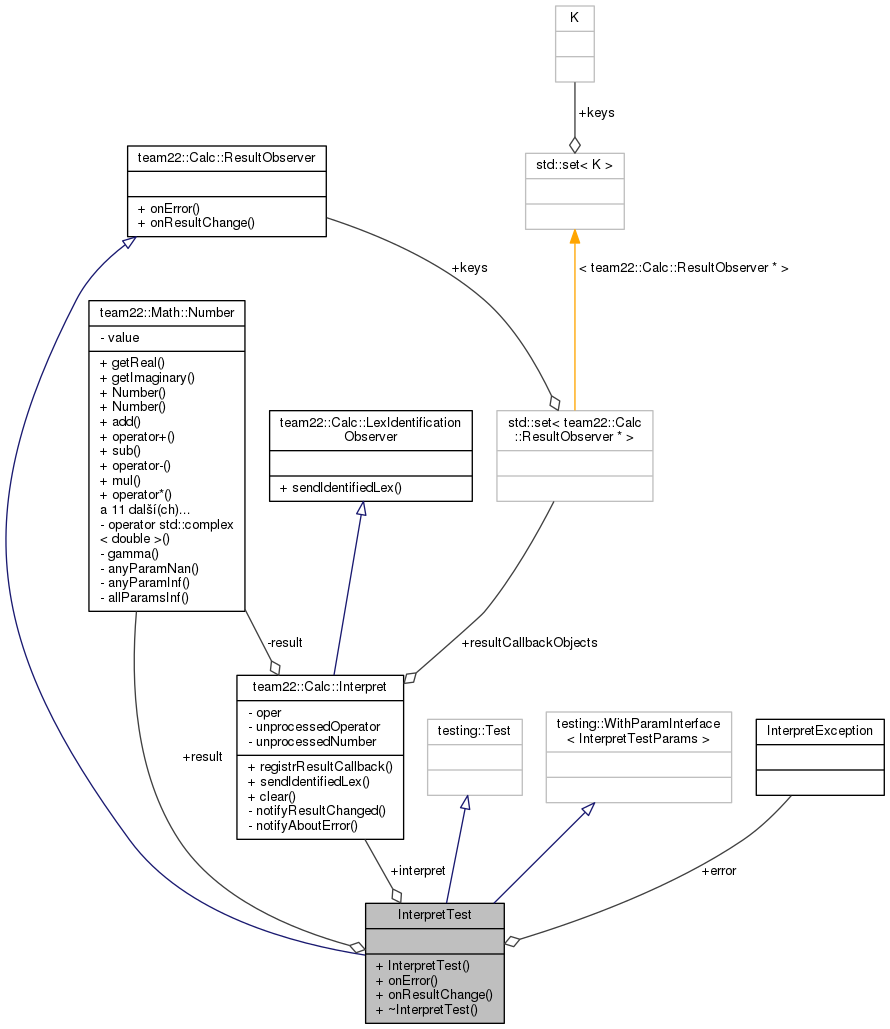 K
+keys
team22::Calc::ResultObserver
+ onError()
+ onResultChange()
std::set< K >
+keys
< team22::Calc::ResultObserver * >
team22::Math::Number
- value
+ getReal()
+ getImaginary()
+ Number()
+ Number()
+ add()
+ operator+()
+ sub()
+ operator-()
+ mul()
+ operator*()
a 11 další(ch)...
- operator std::complex
< double >()
- gamma()
- anyParamNan()
- anyParamInf()
- allParamsInf()
team22::Calc::LexIdentification
Observer
+ sendIdentifiedLex()
std::set< team22::Calc
::ResultObserver * >
-result
+resultCallbackObjects
team22::Calc::Interpret
- oper
- unprocessedOperator
- unprocessedNumber
+ registrResultCallback()
+ sendIdentifiedLex()
+ clear()
- notifyResultChanged()
- notifyAboutError()
testing::Test
testing::WithParamInterface
< InterpretTestParams >
InterpretException
+result
+interpret
+error
InterpretTest
+ InterpretTest()
+ onError()
+ onResultChange()
+ ~InterpretTest()